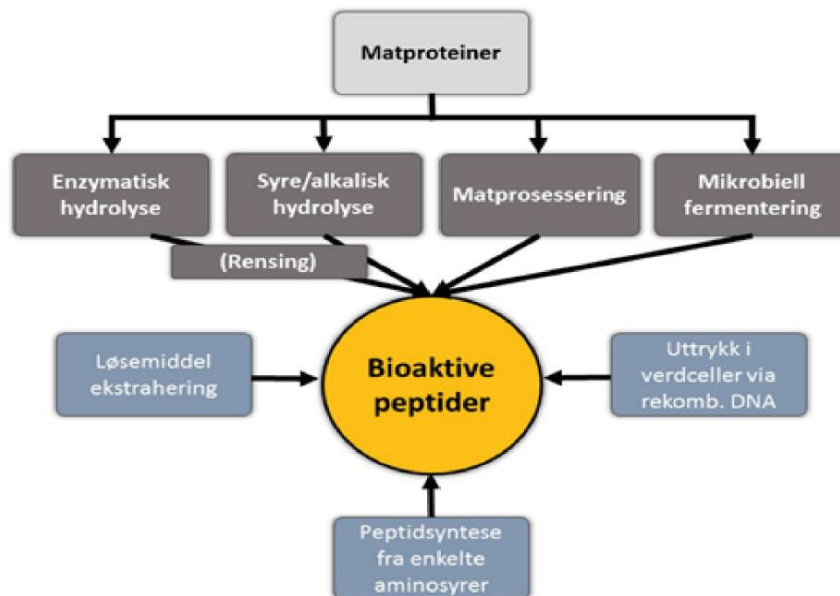 Matproteiner
Enzymatisk
hydrolyse
Syre/alkalisk
hydrolyse
Matprosessering
Mikrobiell
fermentering
(Rensing)
Løsemiddel
ekstrahering
Bioaktive
peptider
Uttrykk i
verdceller via
rekomb. DNA
Peptidsyntese
fra enkelte
aminosyrer